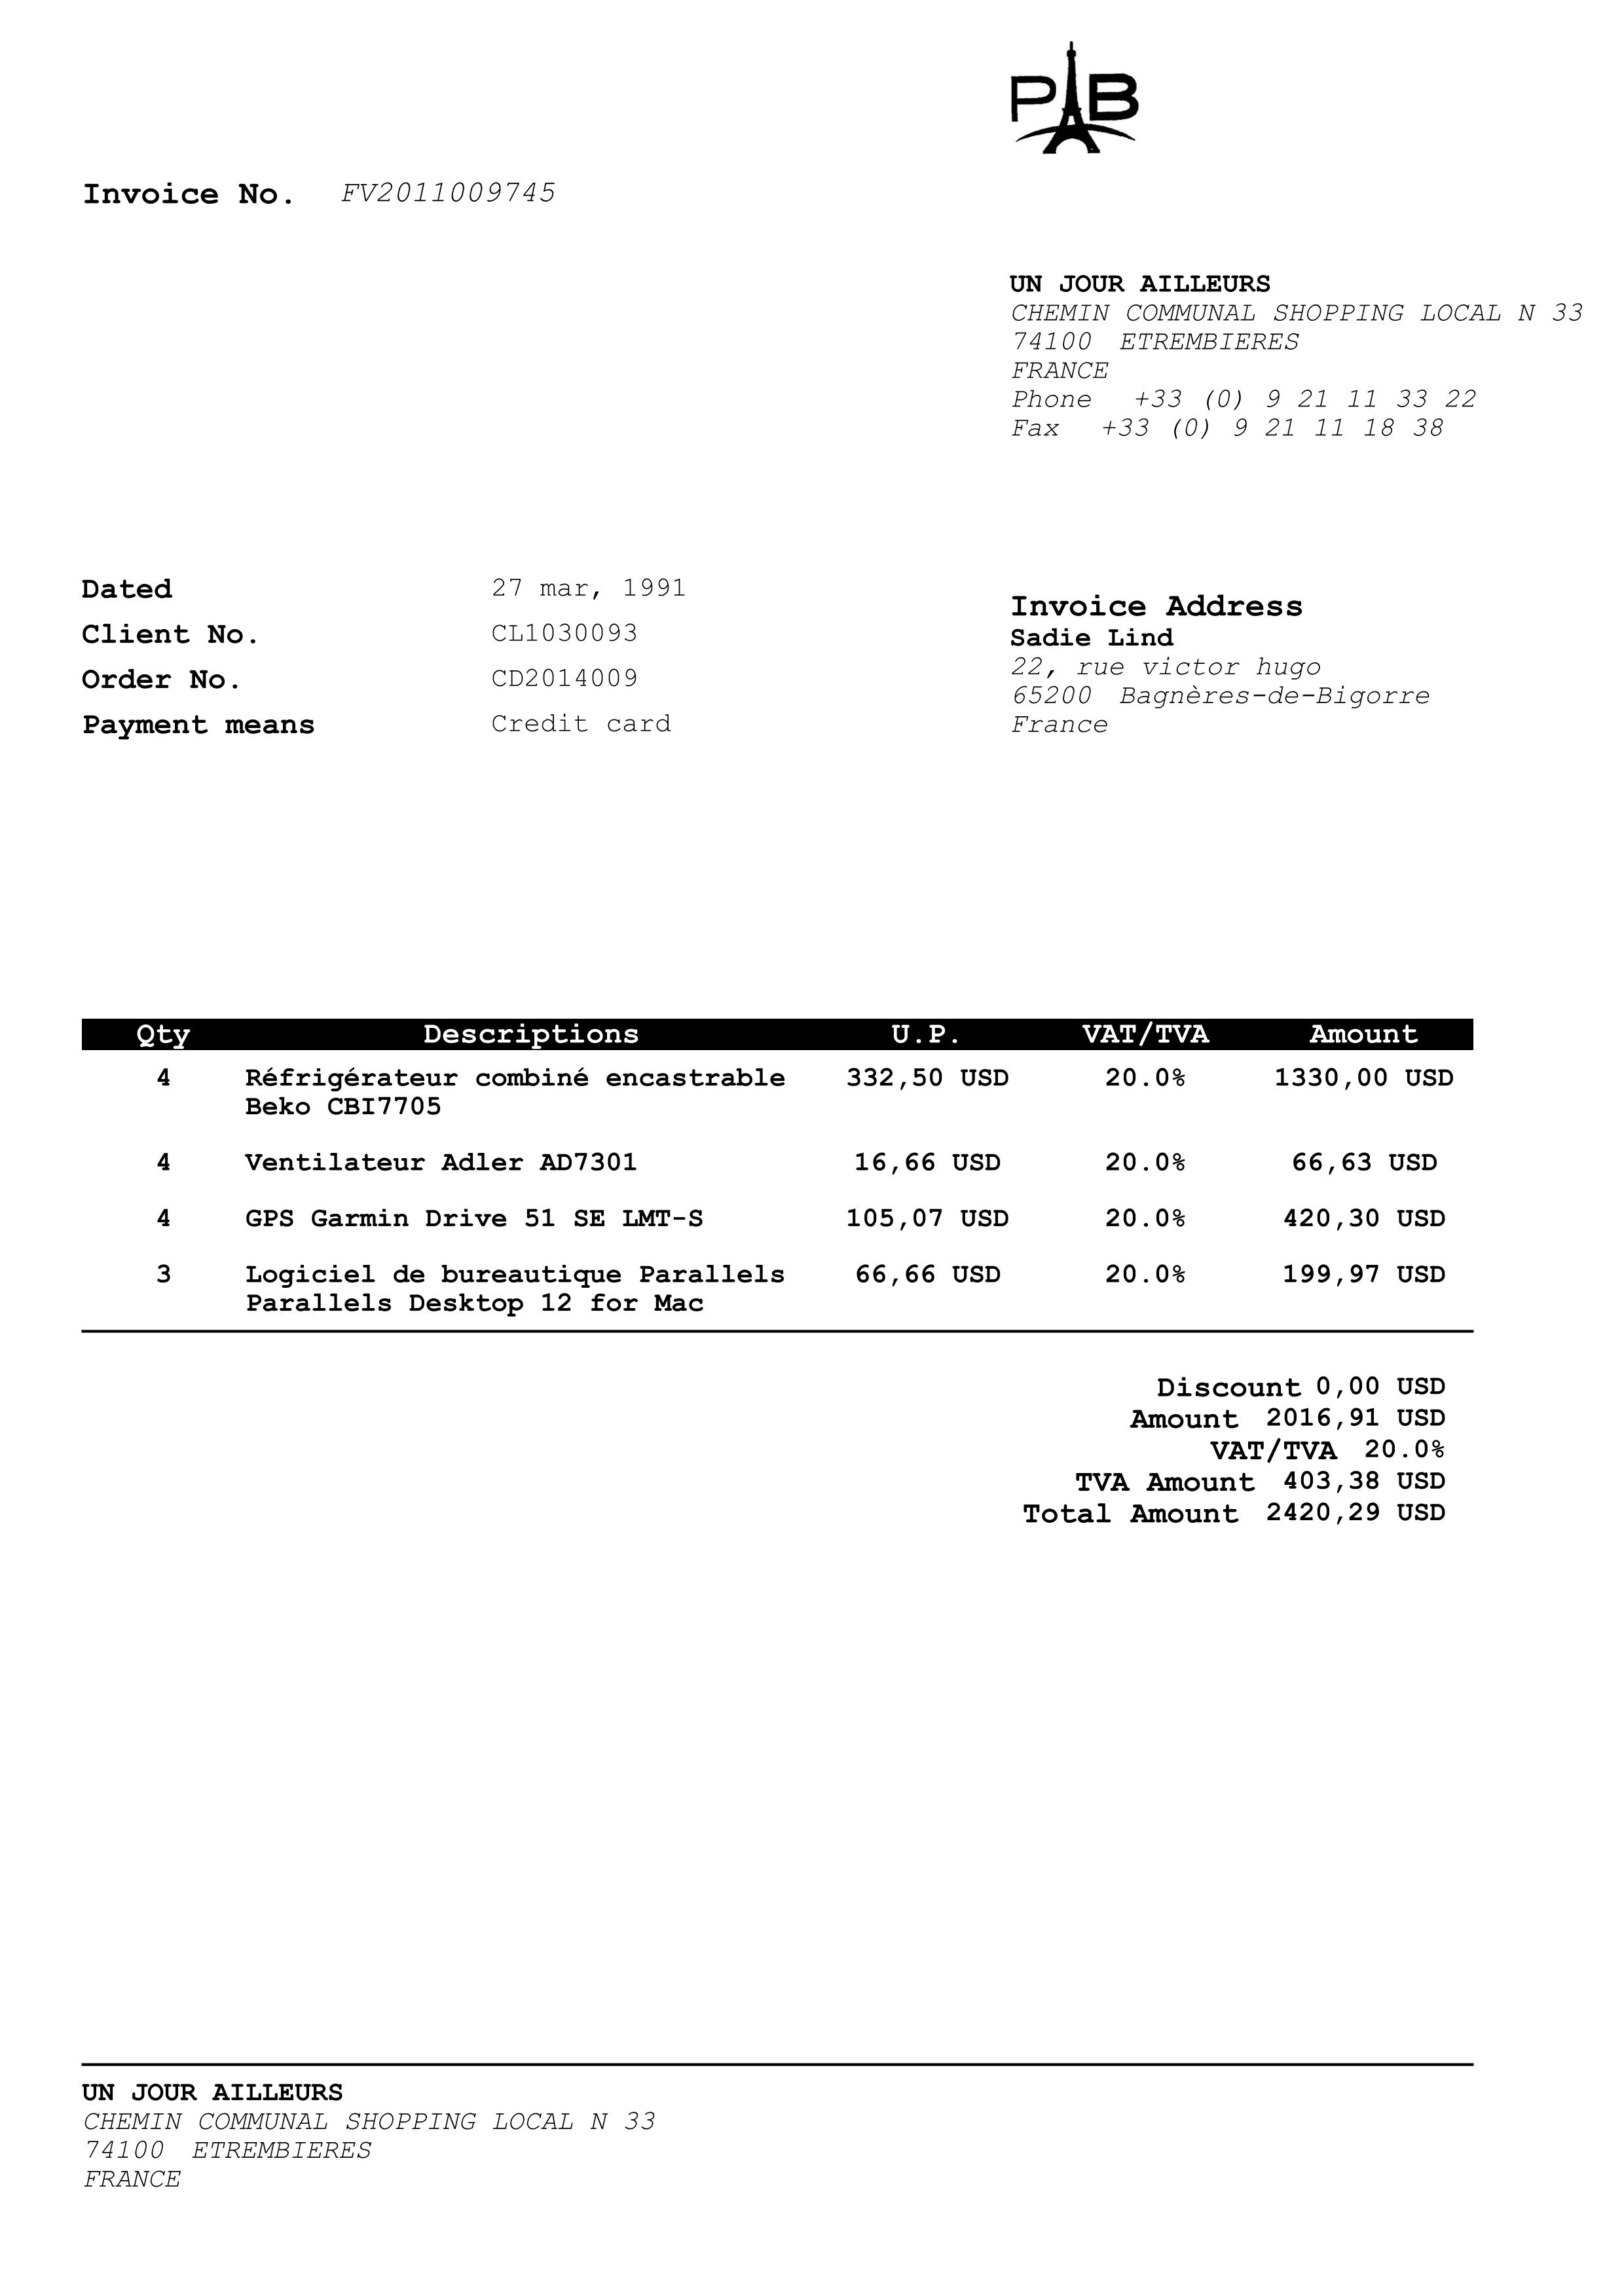 PB
Invoice No. FV2011009745
UN JOUR AILLEURS
CHEMIN COMMUNAL SHOPPING LOCAL N 33
74100 ETREMBIERES
FRANCE
Phone +33 (0) 9 21 11 33 22
Fax +33 (0) 9 21 11 18 38
Dated 27 mar, 1991
Client No. CL1030093
Order No. CD2014009
Payment means Credit card
Invoice Address
Sadie Lind
22, rue victor hugo
65200 Bagnères-de-Bigorre
France
Qty Descriptions U.P. VAT/TVA Amount
4 Réfrigérateur combiné encastrable 332,50 USD 20.0% 1330,00 USD
Beko CBI7705
4 Ventilateur Adler AD7301 16,66 USD 20.0% 66,63 USD
4 GPS Garmin Drive 51 SE LMT-S 105,07 USD 20.0% 420,30 USD
3 Logiciel de bureautique Parallels 66,66 USD 20.0% 199,97 USD
Parallels Desktop 12 for Mac
Discount 0,00 USD
Amount 2016,91 USD
VAT/TVA 20.0%
TVA Amount 403,38 USD
Total Amount 2420,29 USD
UN JOUR AILLEURS
CHEMIN COMMUNAL SHOPPING LOCAL N 33
74100 ETREMBIERES
FRANCE